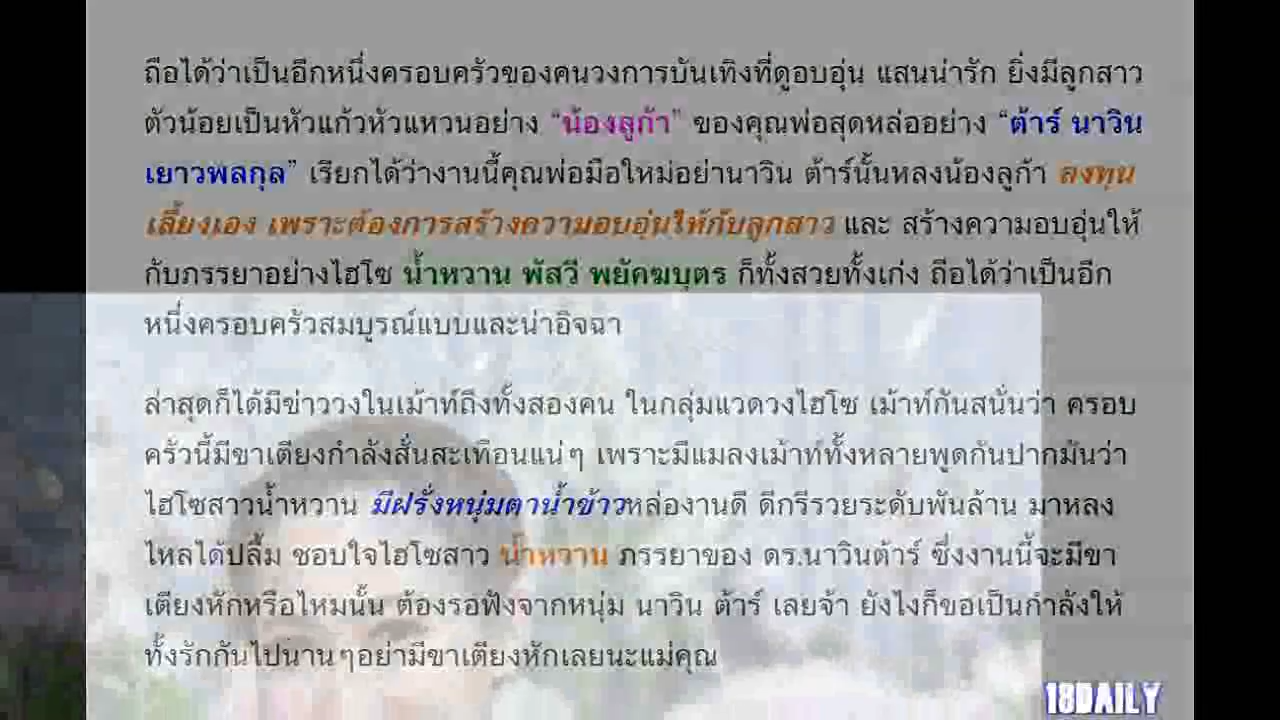 ถือได้ว่าเป็นอีกหนึ่งครอบครัวของคนวงการบันเทิงที่ดูอบอุ่น แสนน่ารัก ยิ่งมีลูกสาว
ตัวน้อยเป็นหัวแก้วหัวแหวนอย่าง “น้องลูก้า” ของคุณพ่อสุดหล่ออย่าง “ต้าร์ นาวิน
เยาวพลกุล” เรียกได้ว่างานนี้คุณพ่อมือใหม่อย่านาวิน ต้าร์นั้นหลงน้องลูก้า ลงทุน
เลี้ยงเอง เพราะต้องการสร้างความอบอุ่นให้กับลูกสาว และ สร้างความอบอุ่นให้
กับภรรยาอย่างไฮโซ น้ำหวาน พัสวี พยัคฆบุตร ก็ทั้งสวยทั้งเก่ง ถือได้ว่าเป็นอีก
หนึ่งครอบครัวสมบูรณ์แบบและน่าอิจฉา
ล่าสุดก็ได้มีข่าววงในเม้าท์ถึงทั้งสองคน ในกลุ่มแวดวงไฮโซ เม้าท์กันสนั่นว่า ครอบ
ครัวนี้มีขาเตียงกำลังสั่นสะเทือนแน่ๆ เพราะมีแมลงเม้าท์ทั้งหลายพูดกันปากมันว่า
ไฮโซสาวน้ำหวาน มีฝรั่งหนุ่มตาน้ำข้าวหล่องานดี ดีกรีรวยระดับพันล้าน มาหลง
ไหลได้ปลื้ม ชอบใจไฮโซสาว น้ำหวาน ภรรยาของ ดร.นาวินต้าร์ ซึ่งงานนี้จะมีขา
เตียงหักหรือไหมนั้น ต้องรอฟังจากหนุ่ม นาวิน ต้าร์ เลยจ้า ยังไงก็ขอเป็นกำลังให้
ทั้งรักกันไปนานๆอย่ามีขาเตียงหักเลยนะแม่คุณ
18DAILY